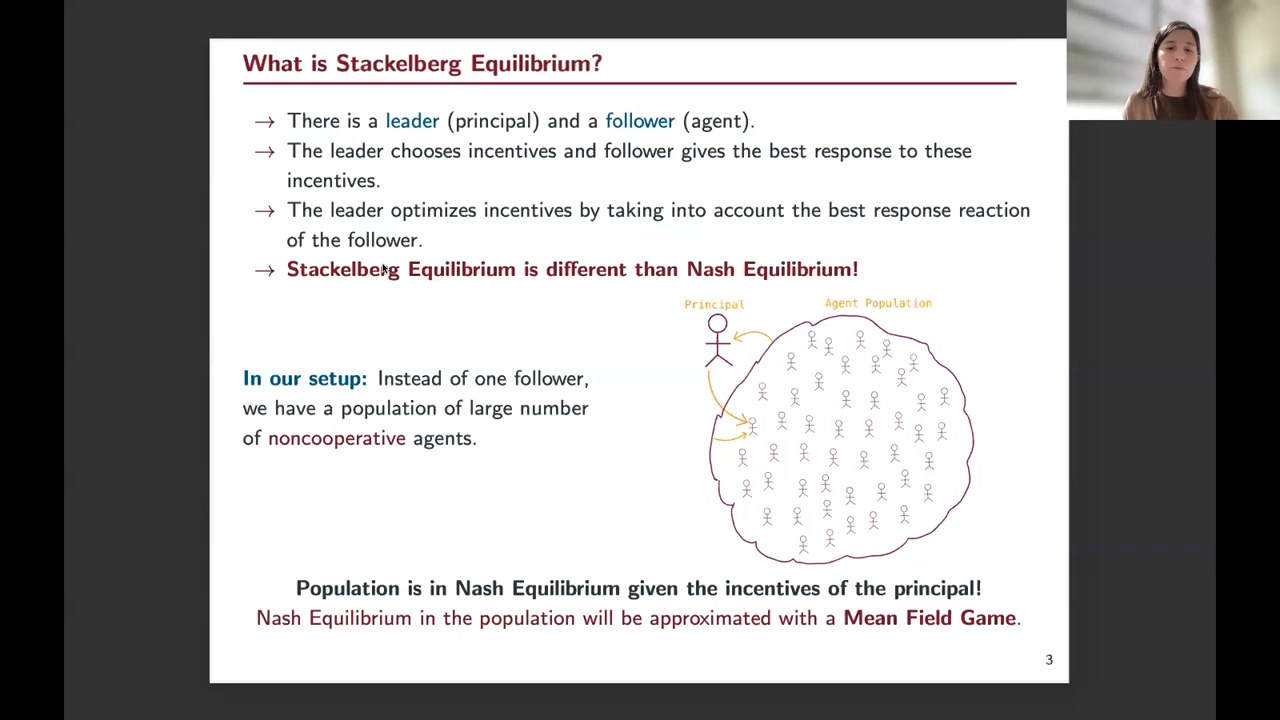 What is Stackelberg Equilibrium?
→ There is a leader (principal) and a follower (agent).
→ The leader chooses incentives and follower gives the best response to these
incentives.
→ The leader optimizes incentives by taking into account the best response reaction
of the follower.
→ Stackelberg Equilibrium is different than Nash Equilibrium!
Principal
Agent Population
In our setup: Instead of one follower,
we have a population of large number
of noncooperative agents.
Population is in Nash Equilibrium given the incentives of the principal!
Nash Equilibrium in the population will be approximated with a Mean Field Game.
3